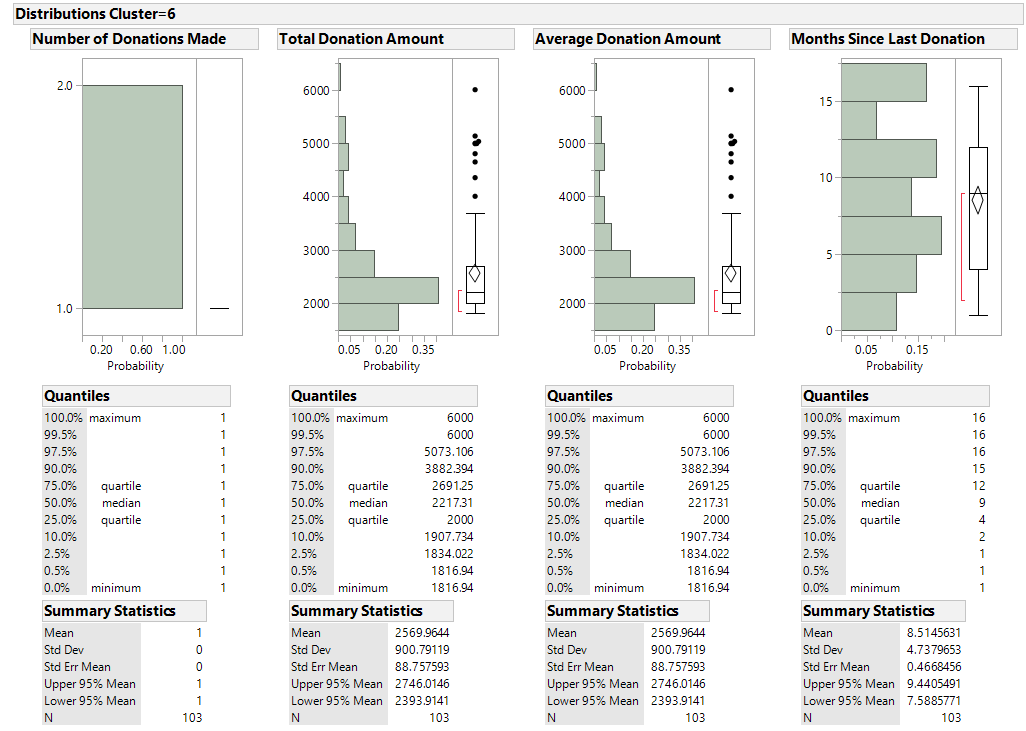 Distributions Cluster=6
Number of Donations Made
2.0
1.0
0.20 0.60 1.00
Probability
Quantiles
100.0% maximum 1
99.5% 1
97.5% 1
90.0% 1
75.0% quartile 1
50.0% median 1
25.0% quartile 1
10.0% 1
2.5% 1
0.5% 1
0.0% minimum 1
Summary Statistics
Mean 1
Std Dev 0
Std Err Mean 0
Upper 95% Mean 1
Lower 95% Mean 1
N 103
Total Donation Amount
6000
5000
4000
3000
2000
0.05 0.20 0.35
Probability
Quantiles
100.0% maximum 6000
99.5% 6000
97.5% 5073.106
90.0% 3882.394
75.0% quartile 2691.25
50.0% median 2217.31
25.0% quartile 2000
10.0% 1907.734
2.5% 1834.022
0.5% 1816.94
0.0% minimum 1816.94
Summary Statistics
Mean 2569.9644
Std Dev 900.79119
Std Err Mean 88.757593
Upper 95% Mean 2746.0146
Lower 95% Mean 2393.9141
N 103
Average Donation Amount
6000
5000
4000
3000
2000
0.05 0.20 0.35
Probability
Quantiles
100.0% maximum 6000
99.5% 6000
97.5% 5073.106
90.0% 3882.394
75.0% quartile 2691.25
50.0% median 2217.31
25.0% quartile 2000
10.0% 1907.734
2.5% 1834.022
0.5% 1816.94
0.0% minimum 1816.94
Summary Statistics
Mean 2569.9644
Std Dev 900.79119
Std Err Mean 88.757593
Upper 95% Mean 2746.0146
Lower 95% Mean 2393.9141
N 103
Months Since Last Donation
15
10
5
0
0.05 0.15
Probability
Quantiles
100.0% maximum 16
99.5% 16
97.5% 16
90.0% 15
75.0% quartile 12
50.0% median 9
25.0% quartile 4
10.0% 2
2.5% 1
0.5% 1
0.0% minimum 1
Summary Statistics
Mean 8.5145631
Std Dev 4.7379653
Std Err Mean 0.4668456
Upper 95% Mean 9.4405491
Lower 95% Mean 7.5885771
N 103